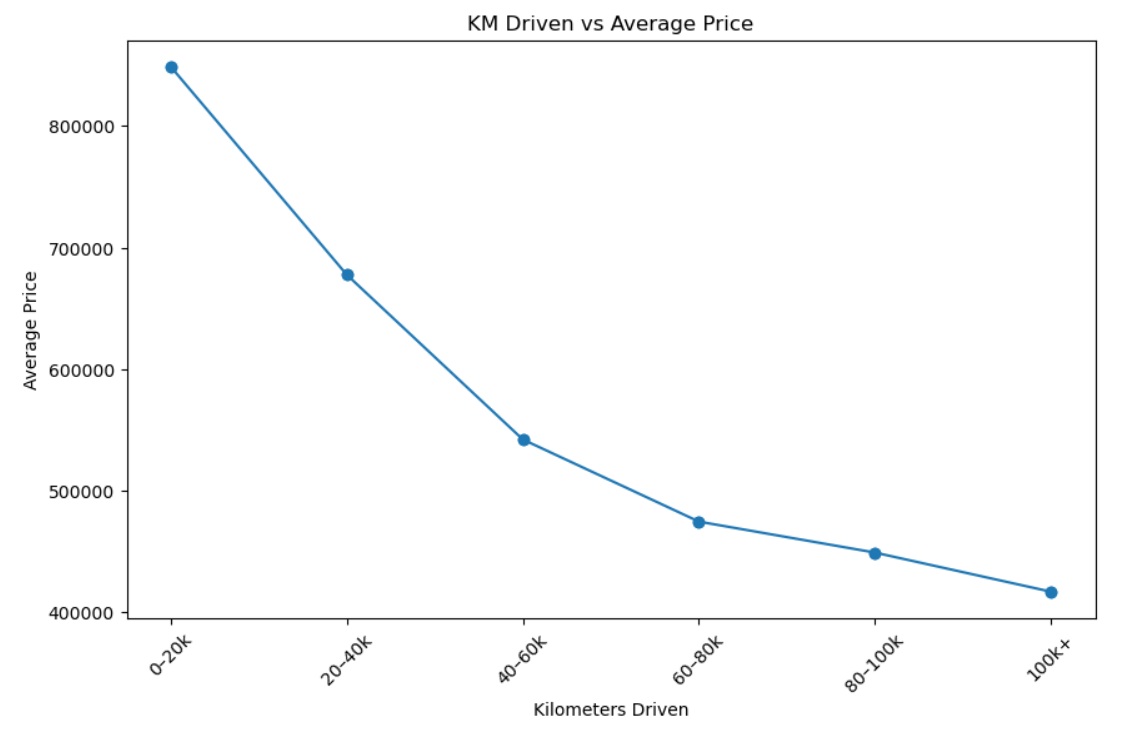 KM Driven vs Average Price
Average Price
800000
700000
600000
500000
400000
0–20k
20–40k
40–60k
60–80k
80–100k
100k+
Kilometers Driven